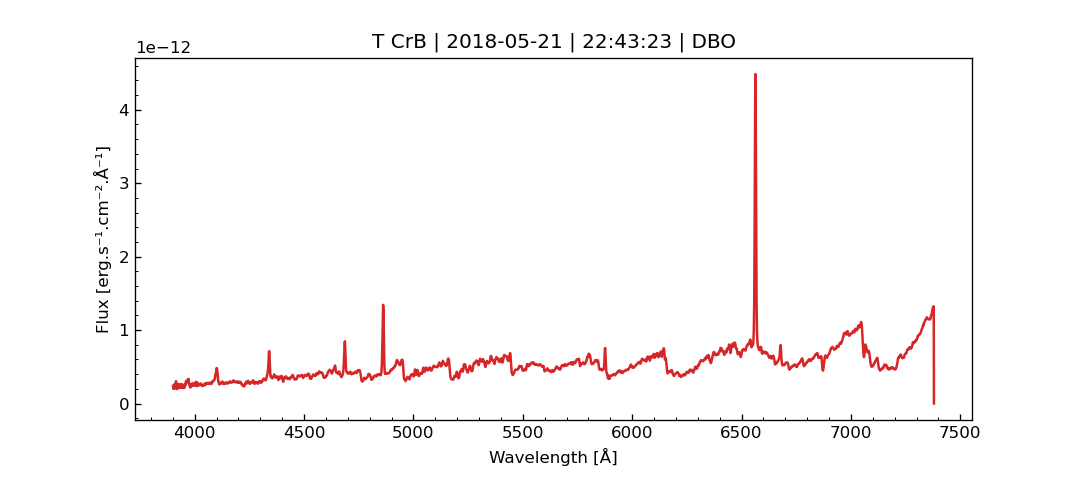 T CrB | 2018-05-21 | 22:43:23 | DBO
1e−12
4
3
2
1
0
Flux [erg.s⁻¹.cm⁻².Å⁻¹]
4000 4500 5000 5500 6000 6500 7000 7500
Wavelength [Å]